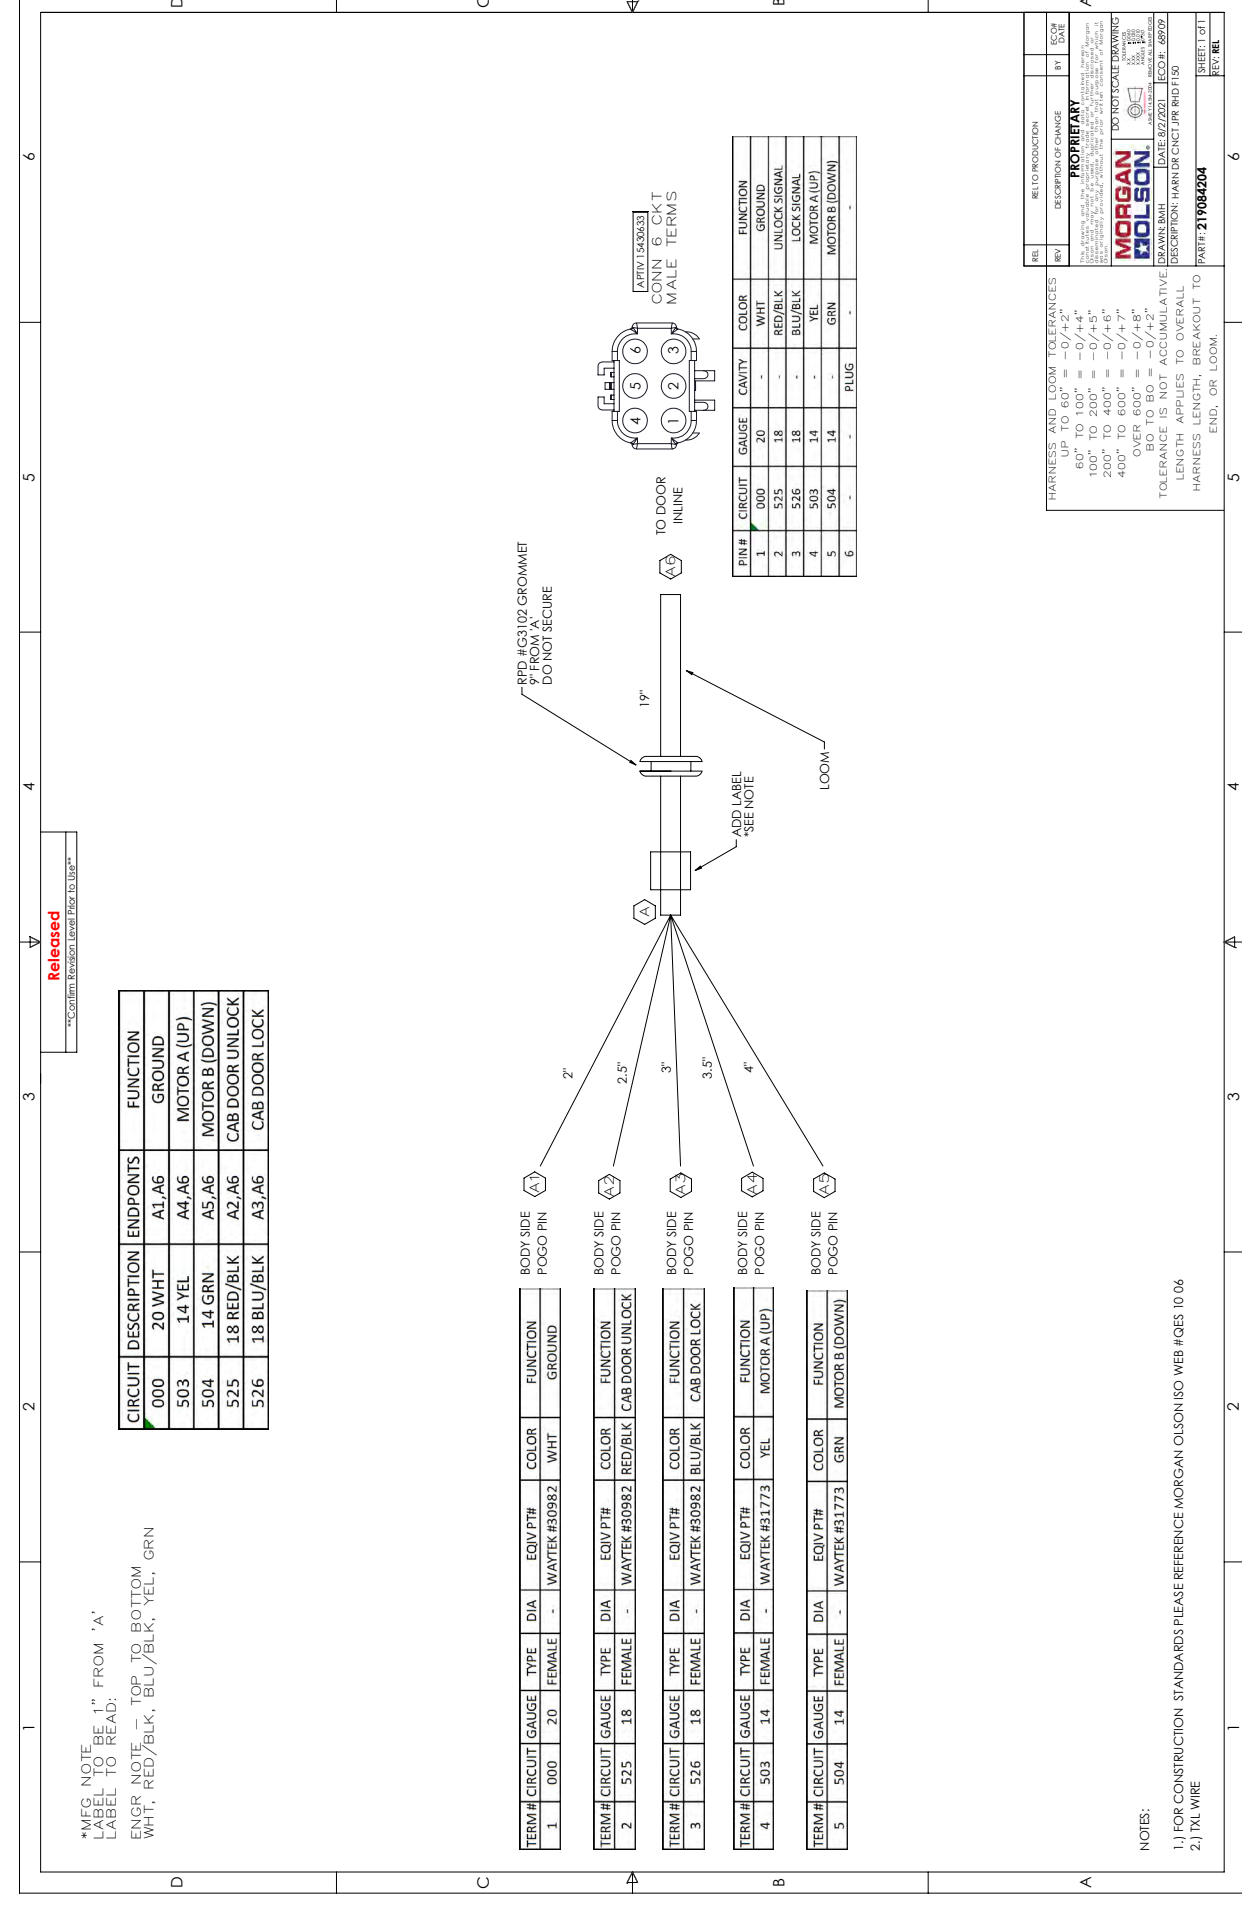 Released
**Confirm Revision Level Prior to Use**
*MFG NOTE
LABEL TO BE 1" FROM 'A'
LABEL TO READ:
ENGR NOTE – TOP TO BOTTOM
WHT, RED/BLK, BLU/BLK, YEL, GRN
CIRCUIT DESCRIPTION ENDPONTS FUNCTION
000 20 WHT A1,A6 GROUND
503 14 YEL A4,A6 MOTOR A (UP)
504 14 GRN A5,A6 MOTOR B (DOWN)
525 18 RED/BLK A2,A6 CAB DOOR UNLOCK
526 18 BLU/BLK A3,A6 CAB DOOR LOCK
TERM # CIRCUIT GAUGE TYPE DIA EQIV PT# COLOR FUNCTION
1 000 20 FEMALE - WAYTEK #30982 WHT GROUND
BODY SIDE
POGO PIN
A1
2"
TERM # CIRCUIT GAUGE TYPE DIA EQIV PT# COLOR FUNCTION
2 525 18 FEMALE - WAYTEK #30982 RED/BLK CAB DOOR UNLOCK
BODY SIDE
POGO PIN
A2
2.5"
TERM # CIRCUIT GAUGE TYPE DIA EQIV PT# COLOR FUNCTION
3 526 18 FEMALE - WAYTEK #30982 BLU/BLK CAB DOOR LOCK
BODY SIDE
POGO PIN
A3
3"
TERM # CIRCUIT GAUGE TYPE DIA EQIV PT# COLOR FUNCTION
4 503 14 FEMALE - WAYTEK #31773 YEL MOTOR A (UP)
BODY SIDE
POGO PIN
A4
3.5"
TERM # CIRCUIT GAUGE TYPE DIA EQIV PT# COLOR FUNCTION
5 504 14 FEMALE - WAYTEK #31773 GRN MOTOR B (DOWN)
BODY SIDE
POGO PIN
A5
4"
A
RPD #G3102 GROMMET
9" FROM 'A'
DO NOT SECURE
19"
ADD LABEL
*SEE NOTE
LOOM
A6
TO DOOR
INLINE
4 5 6
1 2 3
APTIV 15430633
CONN 6 CKT
MALE TERMS
PIN # CIRCUIT GAUGE CAVITY COLOR FUNCTION
1 000 20 - WHT GROUND
2 525 18 - RED/BLK UNLOCK SIGNAL
3 526 18 - BLU/BLK LOCK SIGNAL
4 503 14 - YEL MOTOR A (UP)
5 504 14 - GRN MOTOR B (DOWN)
6 - - PLUG - -
NOTES:
1.) FOR CONSTRUCTION STANDARDS PLEASE REFERENCE MORGAN OLSON ISO WEB #QES 10 06
2.) TXL WIRE
HARNESS AND LOOM TOLERANCES
UP TO 60" = -0/+2"
60" TO 100" = -0/+4"
100" TO 200" = -0/+5"
200" TO 400" = -0/+6"
400" TO 600" = -0/+7"
OVER 600" = -0/+8"
BO TO BO = -0/+2"
TOLERANCE IS NOT ACCUMULATIVE.
LENGTH APPLIES TO OVERALL
HARNESS LENGTH, BREAKOUT TO
END, OR LOOM.
REL REL TO PRODUCTION
REV DESCRIPTION OF CHANGE BY ECO# DATE
PROPRIETARY
MORGAN OLSON.
DO NOT SCALE DRAWING
DRAWN: BMH DATE: 8/2/2021 ECO #: 68909
DESCRIPTION: HARN DR CNCT JPR RHD F150
PART#: 219084204
SHEET: 1 of 1
REV: REL
1 2 3 4 5 6
1 2 3 4 5 6
D C B A
D C B A